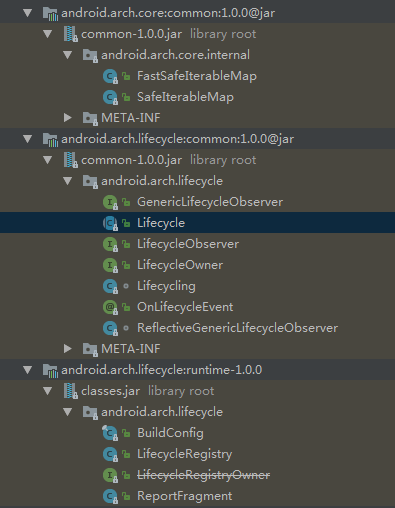 android.arch.core:common:1.0.0@jar
common-1.0.0.jar library root
android.arch.core.internal
FastSafeIterableMap
SafeIterableMap
META-INF
android.arch.lifecycle:common:1.0.0@jar
common-1.0.0.jar library root
android.arch.lifecycle
GenericLifecycleObserver
Lifecycle
LifecycleObserver
LifecycleOwner
Lifecycling
OnLifecycleEvent
ReflectiveGenericLifecycleObserver
META-INF
android.arch.lifecycle:runtime-1.0.0
classes.jar library root
android.arch.lifecycle
BuildConfig
LifecycleRegistry
LifecycleRegistryOwner
ReportFragment